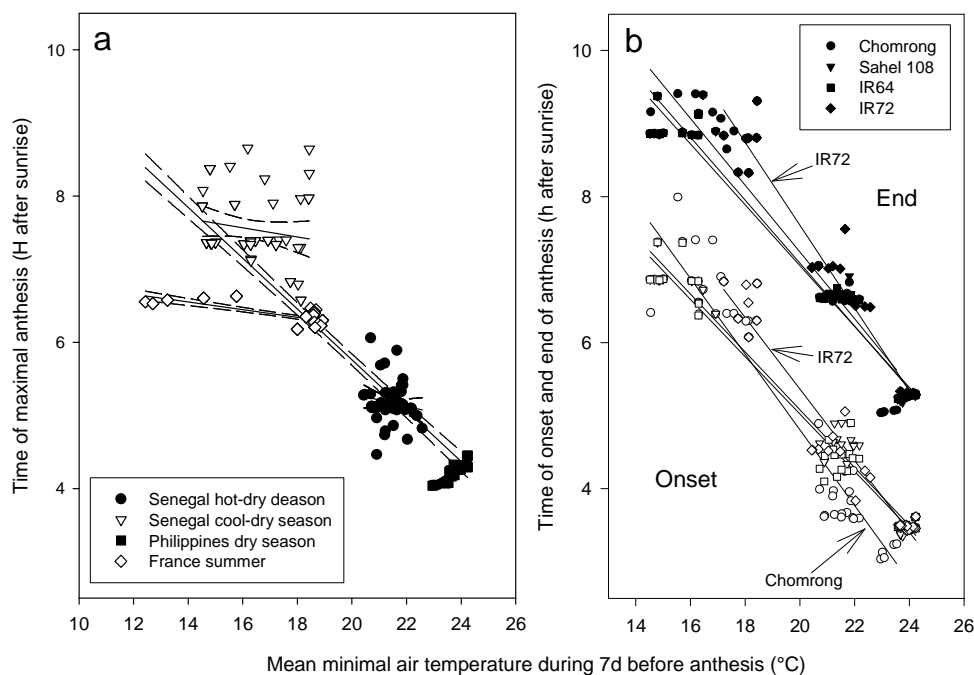 a
Time of maximal anthesis (H after sunrise)
10
8
6
4
Senegal hot-dry deason
Senegal cool-dry season
Philippines dry season
France summer
10 12 14 16 18 20 22 24 26
b
Time of onset and end of anthesis (h after sunrise)
10
8
6
4
Chomrong
Sahel 108
IR64
IR72
IR72
End
IR72
Onset
Chomrong
14 16 18 20 22 24 26
Mean minimal air temperature during 7d before anthesis (°C)